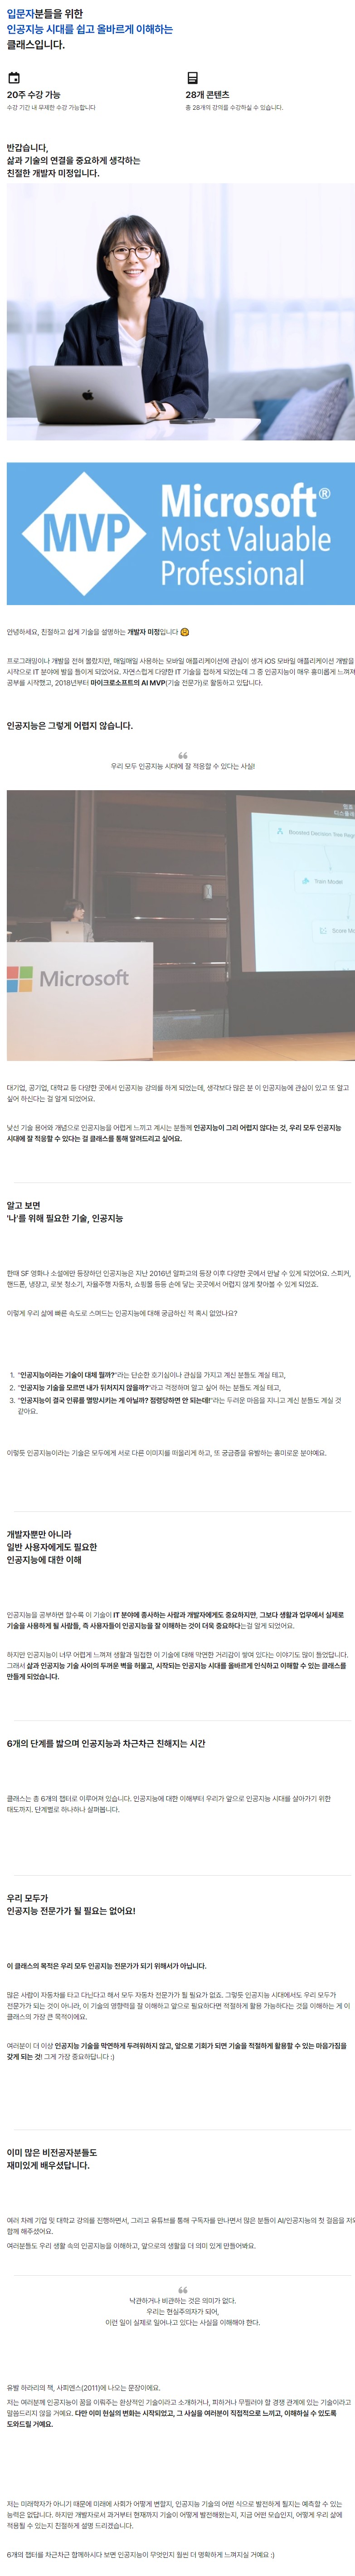 입문자분들을 위한
인공지능 시대를 쉽고 올바르게 이해하는
클래스입니다.
20주 수강 가능
수강 기간 내 무제한 수강 가능합니다
28개 콘텐츠
총 28개의 강의를 수강하실 수 있습니다.
반갑습니다,
삶과 기술의 연결을 중요하게 생각하는
친절한 개발자 미정입니다.
MVP
Microsoft®
Most Valuable
Professional
안녕하세요, 친절하고 쉽게 기술을 설명하는 개발자 미정입니다
프로그래밍이나 개발을 전혀 몰랐지만, 매일매일 사용하는 모바일 애플리케이션에 관심이 생겨 iOS 모바일 애플리케이션 개발을
시작으로 IT 분야에 발을 들이게 되었어요. 자연스럽게 다양한 IT 기술을 접하게 되었는데 그 중 인공지능이 매우 흥미롭게 느껴져
공부를 시작했고, 2018년부터 마이크로소프트의 AI MVP(기술 전문가)로 활동하고 있답니다.
인공지능은 그렇게 어렵지 않습니다.
우리 모두 인공지능 시대에 잘 적응할 수 있다는 사실!
Boosted Decision Tree Reg
Train Model
Score Mo
Microsoft
대기업, 공기업, 대학교 등 다양한 곳에서 인공지능 강의를 하게 되었는데, 생각보다 많은 분 이 인공지능에 관심이 있고 또 알고
싶어 하신다는 걸 알게 되었어요.
낯선 기술 용어와 개념으로 인공지능을 어렵게 느끼고 계시는 분들께 인공지능이 그리 어렵지 않다는 것, 우리 모두 인공지능
시대에 잘 적응할 수 있다는 걸 클래스를 통해 알려드리고 싶어요.
알고 보면
'나'를 위해 필요한 기술, 인공지능
한때 SF 영화나 소설에만 등장하던 인공지능은 지난 2016년 알파고의 등장 이후 다양한 곳에서 만날 수 있게 되었어요. 스피커,
핸드폰, 냉장고, 로봇 청소기, 자율주행 자동차, 쇼핑몰 등등 손에 닿는 곳곳에서 어렵지 않게 찾아볼 수 있게 되었죠.
이렇게 우리 삶에 빠른 속도로 스며드는 인공지능에 대해 궁금하신 적 혹시 없었나요?
1. "인공지능이라는 기술이 대체 뭘까?"라는 단순한 호기심이나 관심을 가지고 계신 분들도 계실 테고,
2. "인공지능 기술을 모르면 내가 뒤처지지 않을까?"라고 걱정하며 알고 싶어 하는 분들도 계실 테고,
3. "인공지능이 결국 인류를 멸망시키는 게 아닐까? 점령당하면 안 되는데!"라는 두려운 마음을 지니고 계신 분들도 계실 것
같아요.
이렇듯 인공지능이라는 기술은 모두에게 서로 다른 이미지를 떠올리게 하고, 또 궁금증을 유발하는 흥미로운 분야예요.
개발자뿐만 아니라
일반 사용자에게도 필요한
인공지능에 대한 이해
인공지능을 공부하면 할수록 이 기술이 IT 분야에 종사하는 사람과 개발자에게도 중요하지만, 그보다 생활과 업무에서 실제로
기술을 사용하게 될 사람들, 즉 사용자들이 인공지능을 잘 이해하는 것이 더욱 중요하다는걸 알게 되었어요.
하지만 인공지능이 너무 어렵게 느껴져 생활과 밀접한 이 기술에 대해 막연한 거리감이 쌓여 있다는 이야기도 많이 들었답니다.
그래서 삶과 인공지능 기술 사이의 두꺼운 벽을 허물고, 시작되는 인공지능 시대를 올바르게 인식하고 이해할 수 있는 클래스를
만들게 되었습니다.
6개의 단계를 밟으며 인공지능과 차근차근 친해지는 시간
클래스는 총 6개의 챕터로 이루어져 있습니다. 인공지능에 대한 이해부터 우리가 앞으로 인공지능 시대를 살아가기 위한
태도까지. 단계별로 하나하나 살펴봅니다.
우리 모두가
인공지능 전문가가 될 필요는 없어요!
이 클래스의 목적은 우리 모두 인공지능 전문가가 되기 위해서가 아닙니다.
많은 사람이 자동차를 타고 다닌다고 해서 모두 자동차 전문가가 될 필요가 없죠. 그렇듯 인공지능 시대에서도 우리 모두가
전문가가 되는 것이 아니라, 이 기술의 영향력을 잘 이해하고 앞으로 필요하다면 적절하게 활용 가능하다는 것을 이해하는 게 이
클래스의 가장 큰 목적이에요.
여러분이 더 이상 인공지능 기술을 막연하게 두려워하지 않고, 앞으로 기회가 되면 기술을 적절하게 활용할 수 있는 마음가짐을
갖게 되는 것! 그게 가장 중요하답니다 :)
이미 많은 비전공자분들도
재미있게 배우셨답니다.
여러 차례 기업 및 대학교 강의를 진행하면서, 그리고 유튜브를 통해 구독자를 만나면서 많은 분들이 AI/인공지능의 첫 걸음을 저와
함께 해주셨어요.
여러분들도 우리 생활 속의 인공지능을 이해하고, 앞으로의 생활을 더 의미 있게 만들어봐요.
낙관하거나 비관하는 것은 의미가 없다.
우리는 현실주의자가 되어,
이런 일이 실제로 일어나고 있다는 사실을 이해해야 한다.
유발 하라리의 책, 사피엔스(2011)에 나오는 문장이에요.
저는 여러분께 인공지능이 꿈을 이뤄주는 환상적인 기술이라고 소개하거나, 피하거나 무찔러야 할 경쟁 관계에 있는 기술이라고
말씀드리지 않을 거예요. 다만 이미 현실의 변화는 시작되었고, 그 사실을 여러분이 직접적으로 느끼고, 이해하실 수 있도록
도와드릴 거예요.
저는 미래학자가 아니기 때문에 미래에 사회가 어떻게 변할지, 인공지능 기술의 어떤 식으로 발전하게 될지는 예측할 수 있는
능력은 없답니다. 하지만 개발자로서 과거부터 현재까지 기술이 어떻게 발전해왔는지, 지금 어떤 모습인지, 어떻게 우리 삶에
적용될 수 있는지 친절하게 설명 드리겠습니다.
6개의 챕터를 차근차근 함께하시다 보면 인공지능이 무엇인지 훨씬 더 명확하게 느껴지실 거예요 :)